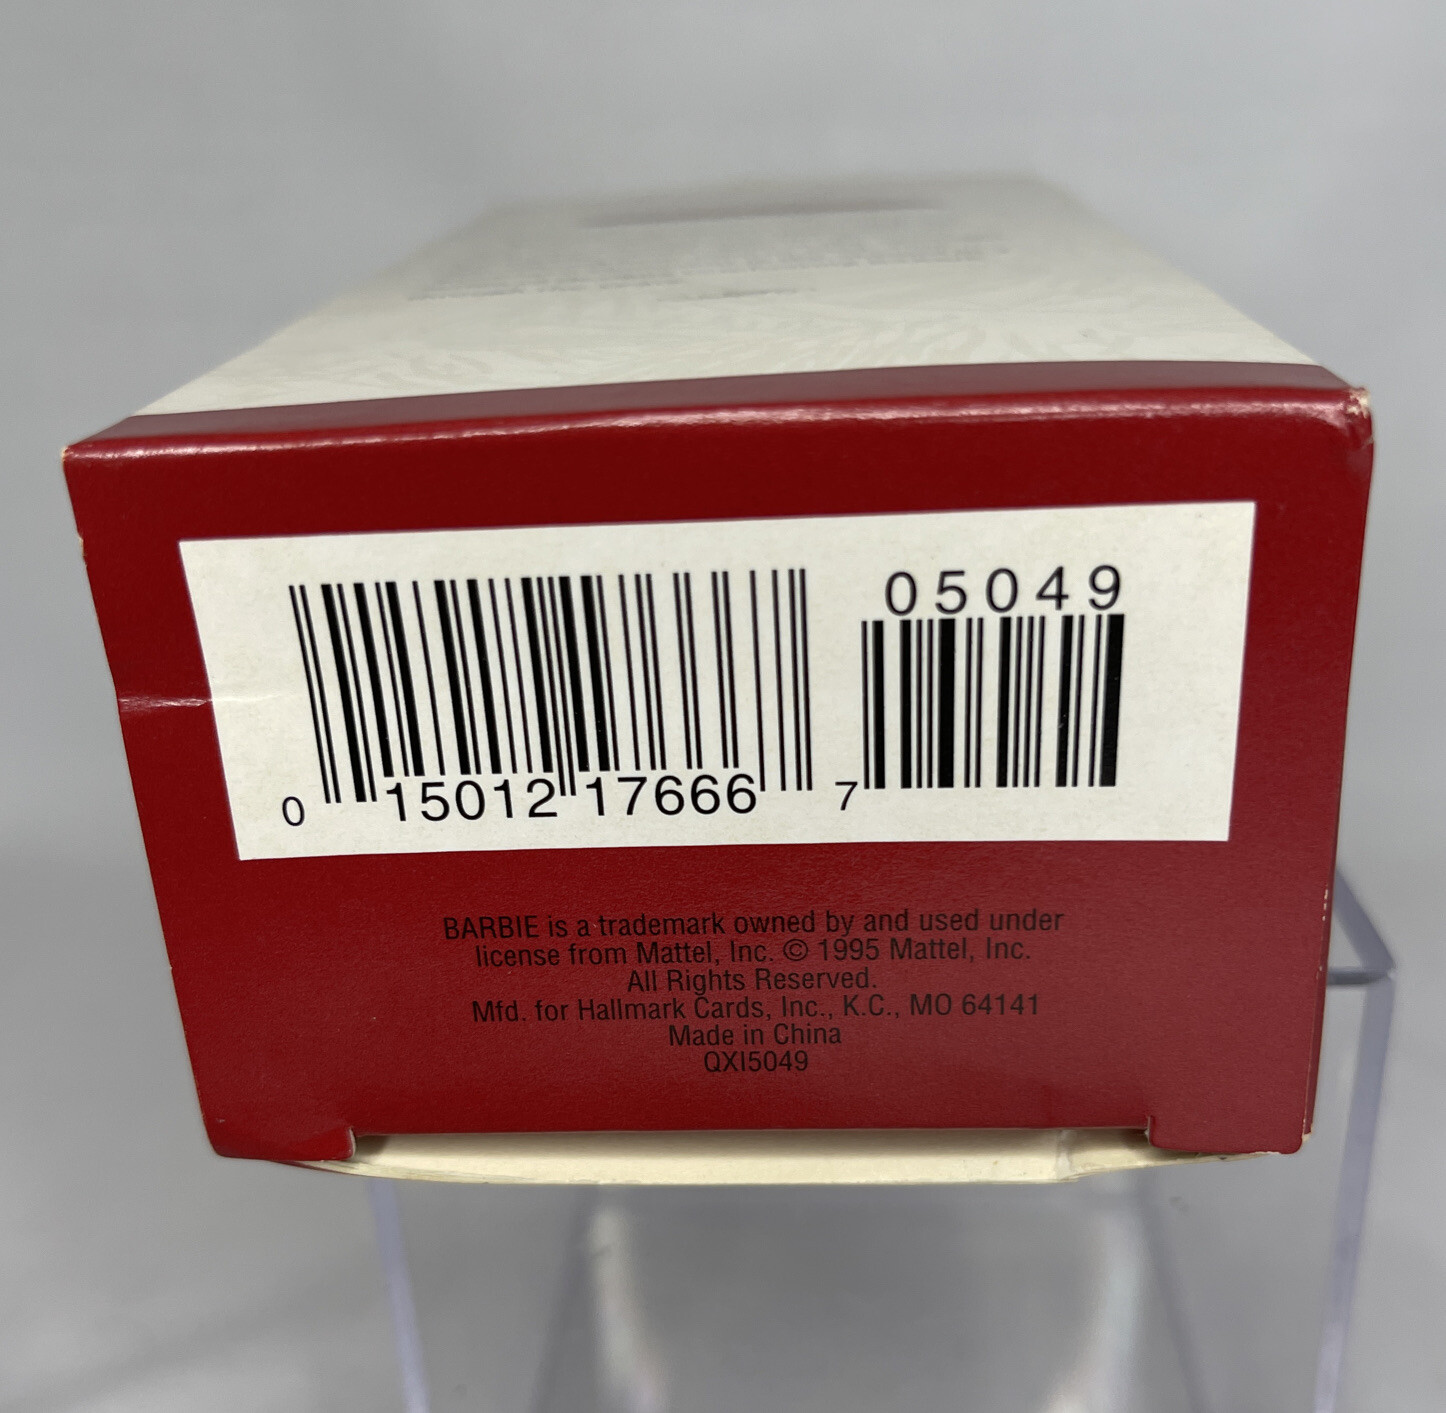 05049
0 15012 17666 7
BARBIE is a trademark owned by and used under
license from Mattel, Inc. © 1995 Mattel, Inc.
All Rights Reserved.
Mfd. for Hallmark Cards, Inc., K.C., MO 64141
Made in China
QXI5049